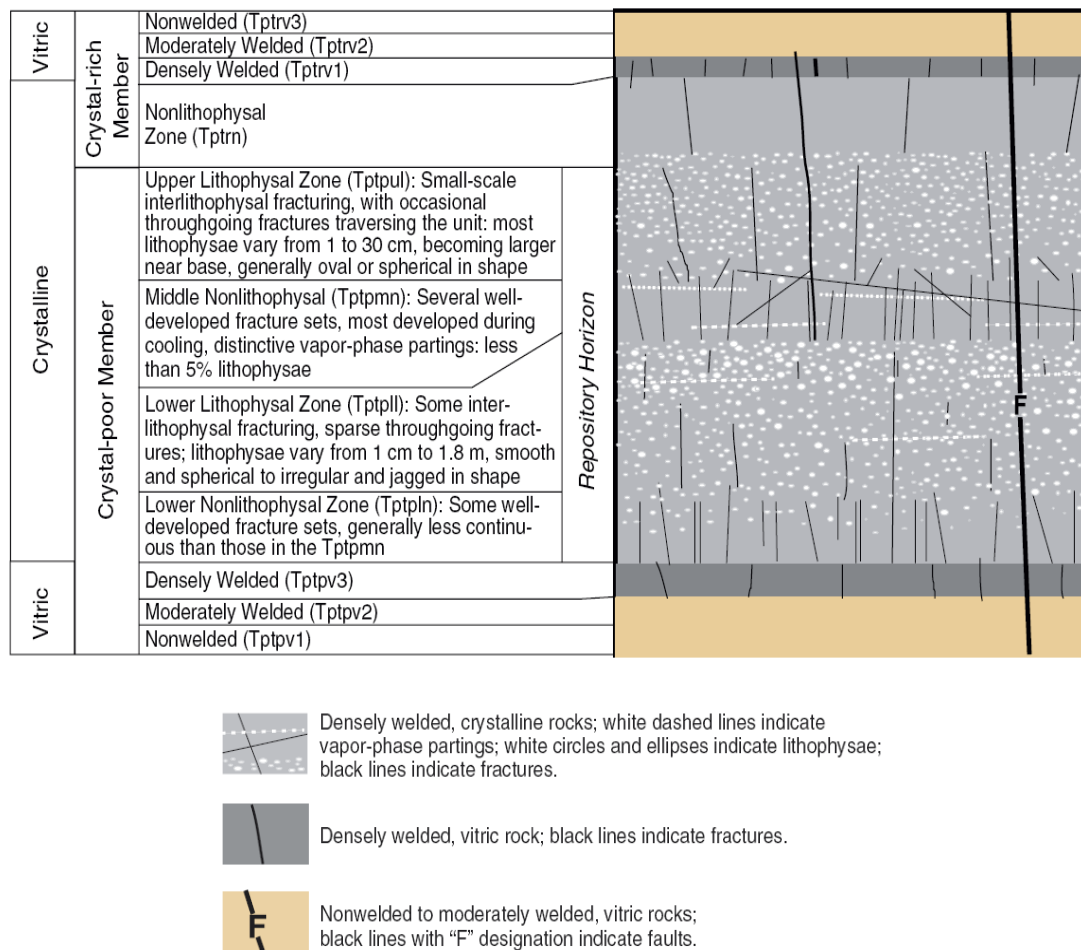 Vitric
Crystalline
Vitric
Crystal-rich
Member
Crystal-poor Member
Nonwelded (Tptrv3)
Moderately Welded (Tptrv2)
Densely Welded (Tptrv1)
Nonlithophysal
Zone (Tptrn)
Upper Lithophysal Zone (Tptpul): Small-scale
interlithophysal fracturing, with occasional
throughgoing fractures traversing the unit: most
lithophysae vary from 1 to 30 cm, becoming larger
near base, generally oval or spherical in shape
Middle Nonlithophysal (Tptpmn): Several well-
developed fracture sets, most developed during
cooling, distinctive vapor-phase partings: less
than 5% lithophysae
Lower Lithophysal Zone (Tptpll): Some inter-
lithophysal fracturing, sparse throughgoing fract-
ures; lithophysae vary from 1 cm to 1.8 m, smooth
and spherical to irregular and jagged in shape
Lower Nonlithophysal Zone (Tptpln): Some well-
developed fracture sets, generally less continu-
ous than those in the Tptpmn
Densely Welded (Tptpv3)
Moderately Welded (Tptpv2)
Nonwelded (Tptpv1)
Repository Horizon
F
Densely welded, crystalline rocks; white dashed lines indicate
vapor-phase partings; white circles and ellipses indicate lithophysae;
black lines indicate fractures.
Densely welded, vitric rock; black lines indicate fractures.
F
Nonwelded to moderately welded, vitric rocks;
black lines with “F” designation indicate faults.